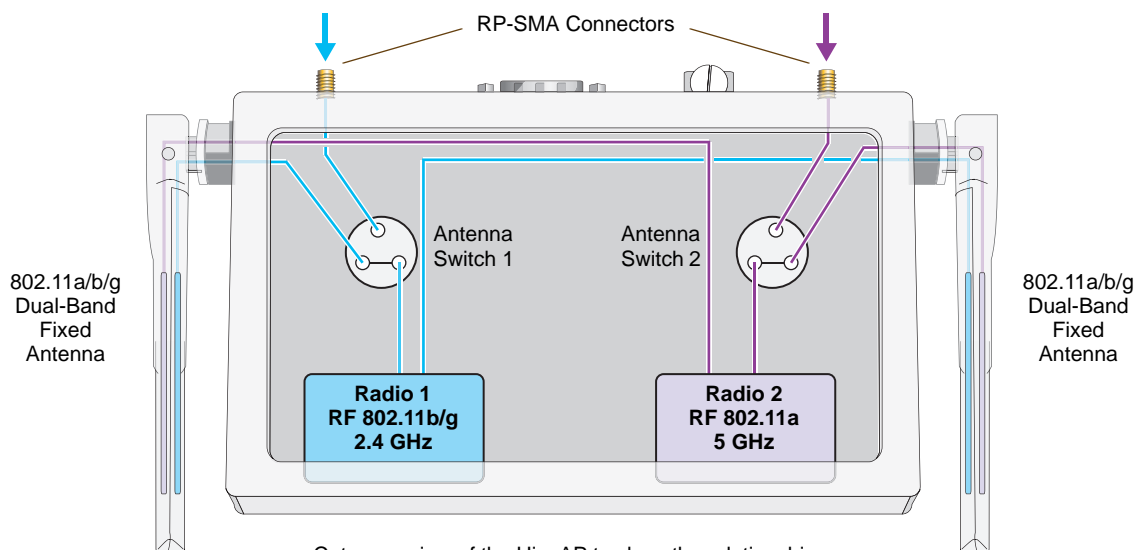 RP-SMA Connectors
Antenna
Switch 1
Antenna
Switch 2
802.11a/b/g
Dual-Band
Fixed
Antenna
802.11a/b/g
Dual-Band
Fixed
Antenna
Radio 1
RF 802.11b/g
2.4 GHz
Radio 2
RF 802.11a
5 GHz